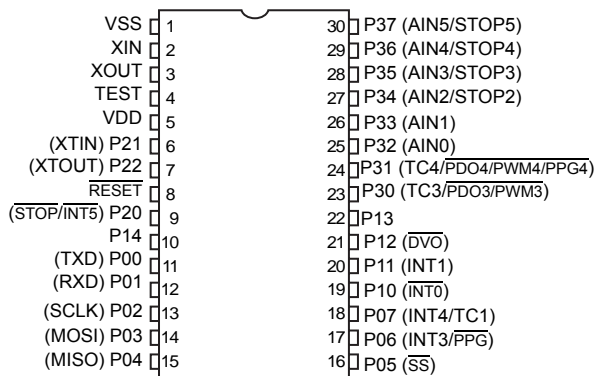 VSS 1
XIN 2
XOUT 3
TEST 4
VDD 5
(XTIN) P21 6
(XTOUT) P22 7
RESET 8
(STOP/INT5) P20 9
P14 10
(TXD) P00 11
(RXD) P01 12
(SCLK) P02 13
(MOSI) P03 14
(MISO) P04 15
30 P37 (AIN5/STOP5)
29 P36 (AIN4/STOP4)
28 P35 (AIN3/STOP3)
27 P34 (AIN2/STOP2)
26 P33 (AIN1)
25 P32 (AIN0)
24 P31 (TC4/PDO4/PWM4/PPG4)
23 P30 (TC3/PDO3/PWM3)
22 P13
21 P12 (DVO)
20 P11 (INT1)
19 P10 (INT0)
18 P07 (INT4/TC1)
17 P06 (INT3/PPG)
16 P05 (SS)